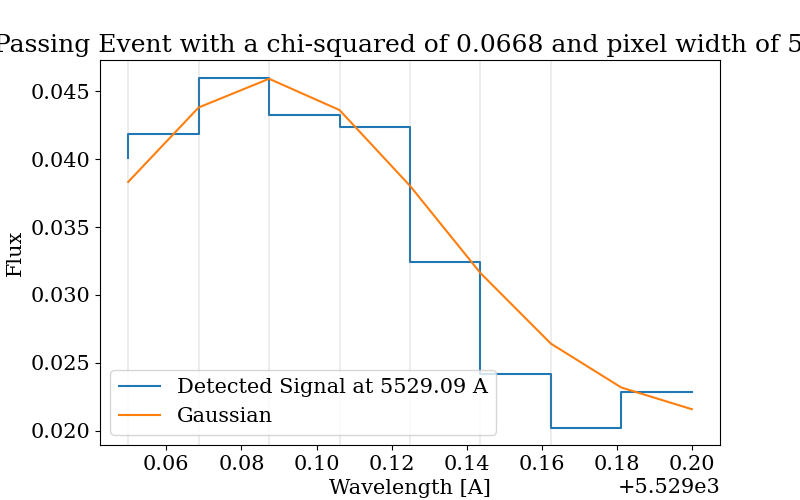 Passing Event with a chi-squared of 0.0668 and pixel width of 5
0.045
0.040
0.035
0.030
0.025
0.020
Flux
Detected Signal at 5529.09 A
Gaussian
0.06 0.08 0.10 0.12 0.14 0.16 0.18 0.20
+5.529e3
Wavelength [A]